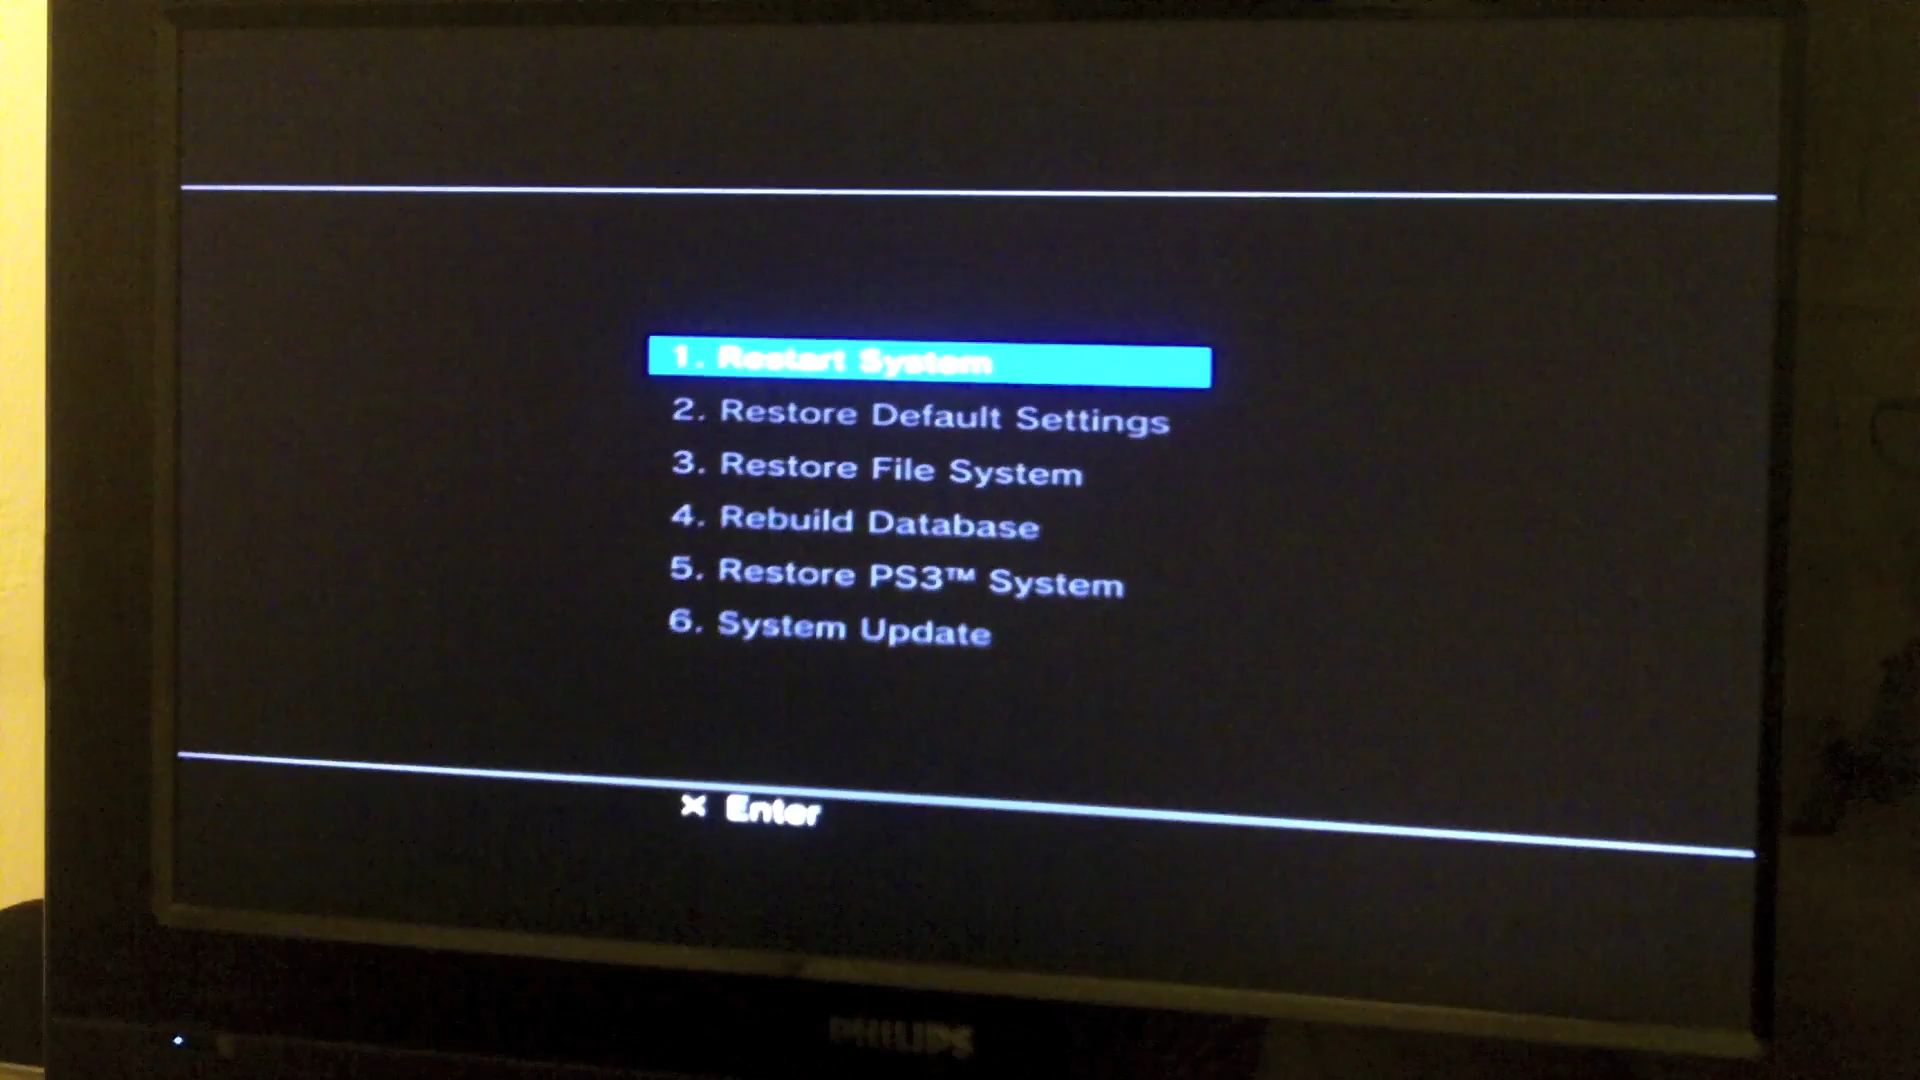 1. Restart System
2. Restore Default Settings
3. Restore File System
4. Rebuild Database
5. Restore PS3™ System
6. System Update
✕ Enter
PHILIPS